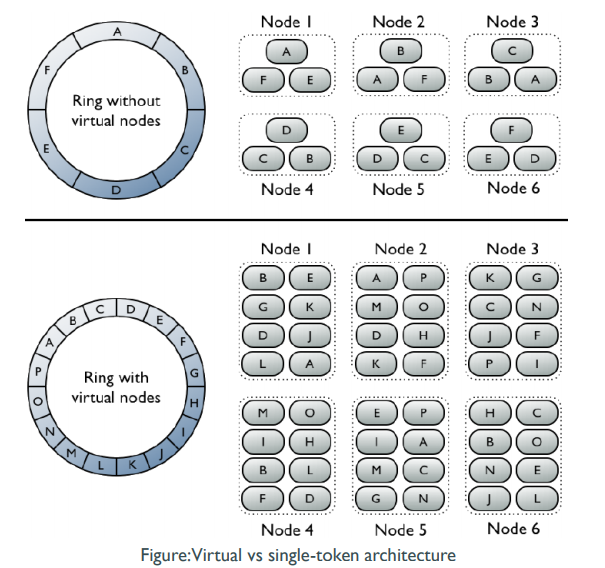 Node 1 Node 2 Node 3
A B C
F E A F B A
D E F
C B D C E D
Node 4 Node 5 Node 6
A
B
C
D
E
F
Ring without
virtual nodes
Node 1 Node 2 Node 3
B E A P K G
G K M O C N
D J D H J F
L A K F P I
M O E P H C
I H I A B O
B L M C N E
F D G N J L
Node 4 Node 5 Node 6
A
B
C
D
E
F
G
H
I
J
K
L
M
N
O
P
Ring with
virtual nodes
Figure:Virtual vs single-token architecture